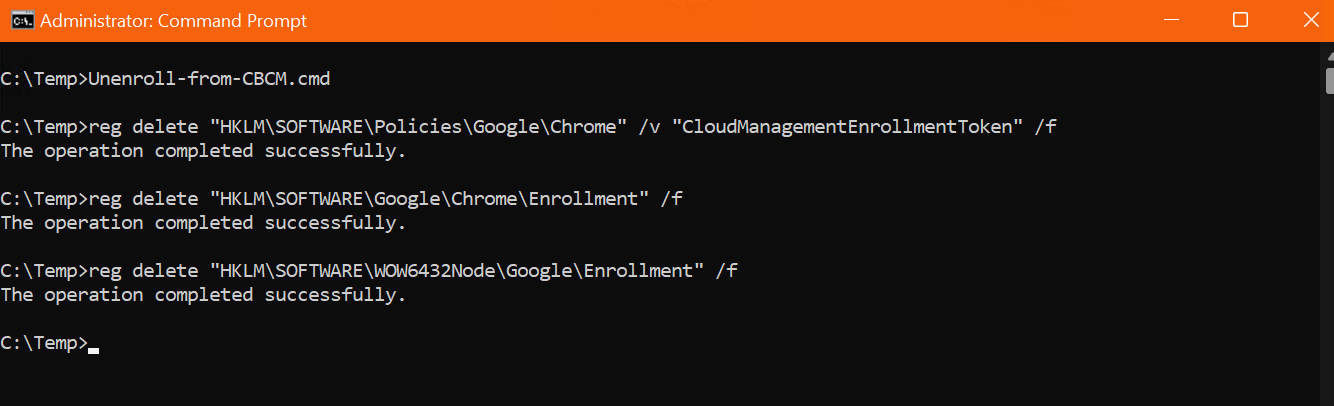 Administrator: Command Prompt
C:\Temp>Unenroll-from-CBCM.cmd
C:\Temp>reg delete "HKLM\SOFTWARE\Policies\Google\Chrome" /v "CloudManagementEnrollmentToken" /f
The operation completed successfully.
C:\Temp>reg delete "HKLM\SOFTWARE\Google\Chrome\Enrollment" /f
The operation completed successfully.
C:\Temp>reg delete "HKLM\SOFTWARE\WOW6432Node\Google\Enrollment" /f
The operation completed successfully.
C:\Temp>